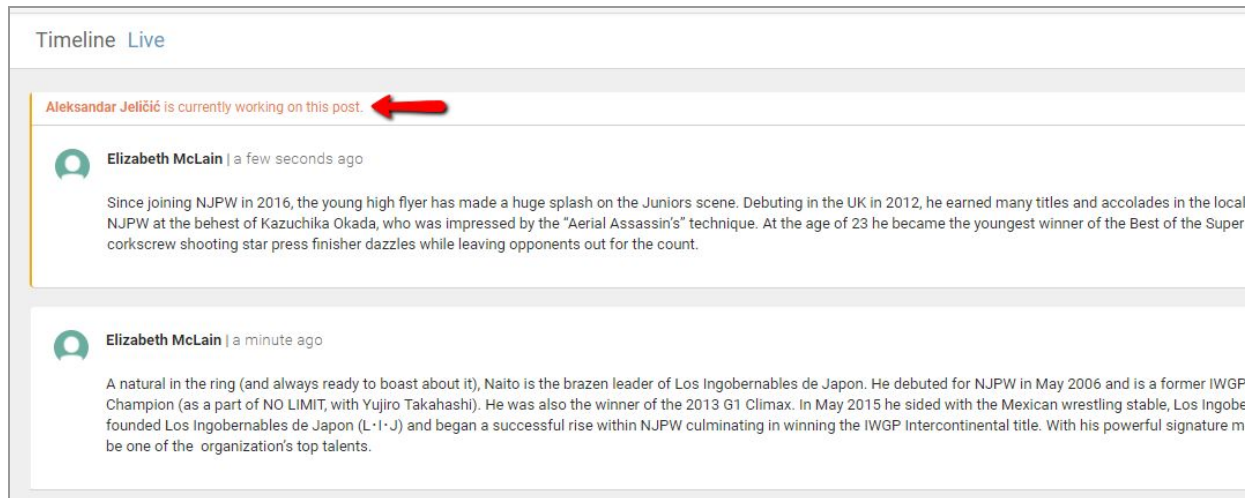 Timeline Live
Aleksandar Jeličić is currently working on this post.
Elizabeth McLain | a few seconds ago
Since joining NJPW in 2016, the young high flyer has made a huge splash on the Juniors scene. Debuting in the UK in 2012, he earned many titles and accolades in the local
NJPW at the behest of Kazuchika Okada, who was impressed by the “Aerial Assassin’s” technique. At the age of 23 he became the youngest winner of the Best of the Super
corkscrew shooting star press finisher dazzles while leaving opponents out for the count.
Elizabeth McLain | a minute ago
A natural in the ring (and always ready to boast about it), Naito is the brazen leader of Los Ingobernables de Japon. He debuted for NJPW in May 2006 and is a former IWGP
Champion (as a part of NO LIMIT, with Yujiro Takahashi). He was also the winner of the 2013 G1 Climax. In May 2015 he sided with the Mexican wrestling stable, Los Ingobe
founded Los Ingobernables de Japon (L・I・J) and began a successful rise within NJPW culminating in winning the IWGP Intercontinental title. With his powerful signature m
be one of the organization’s top talents.